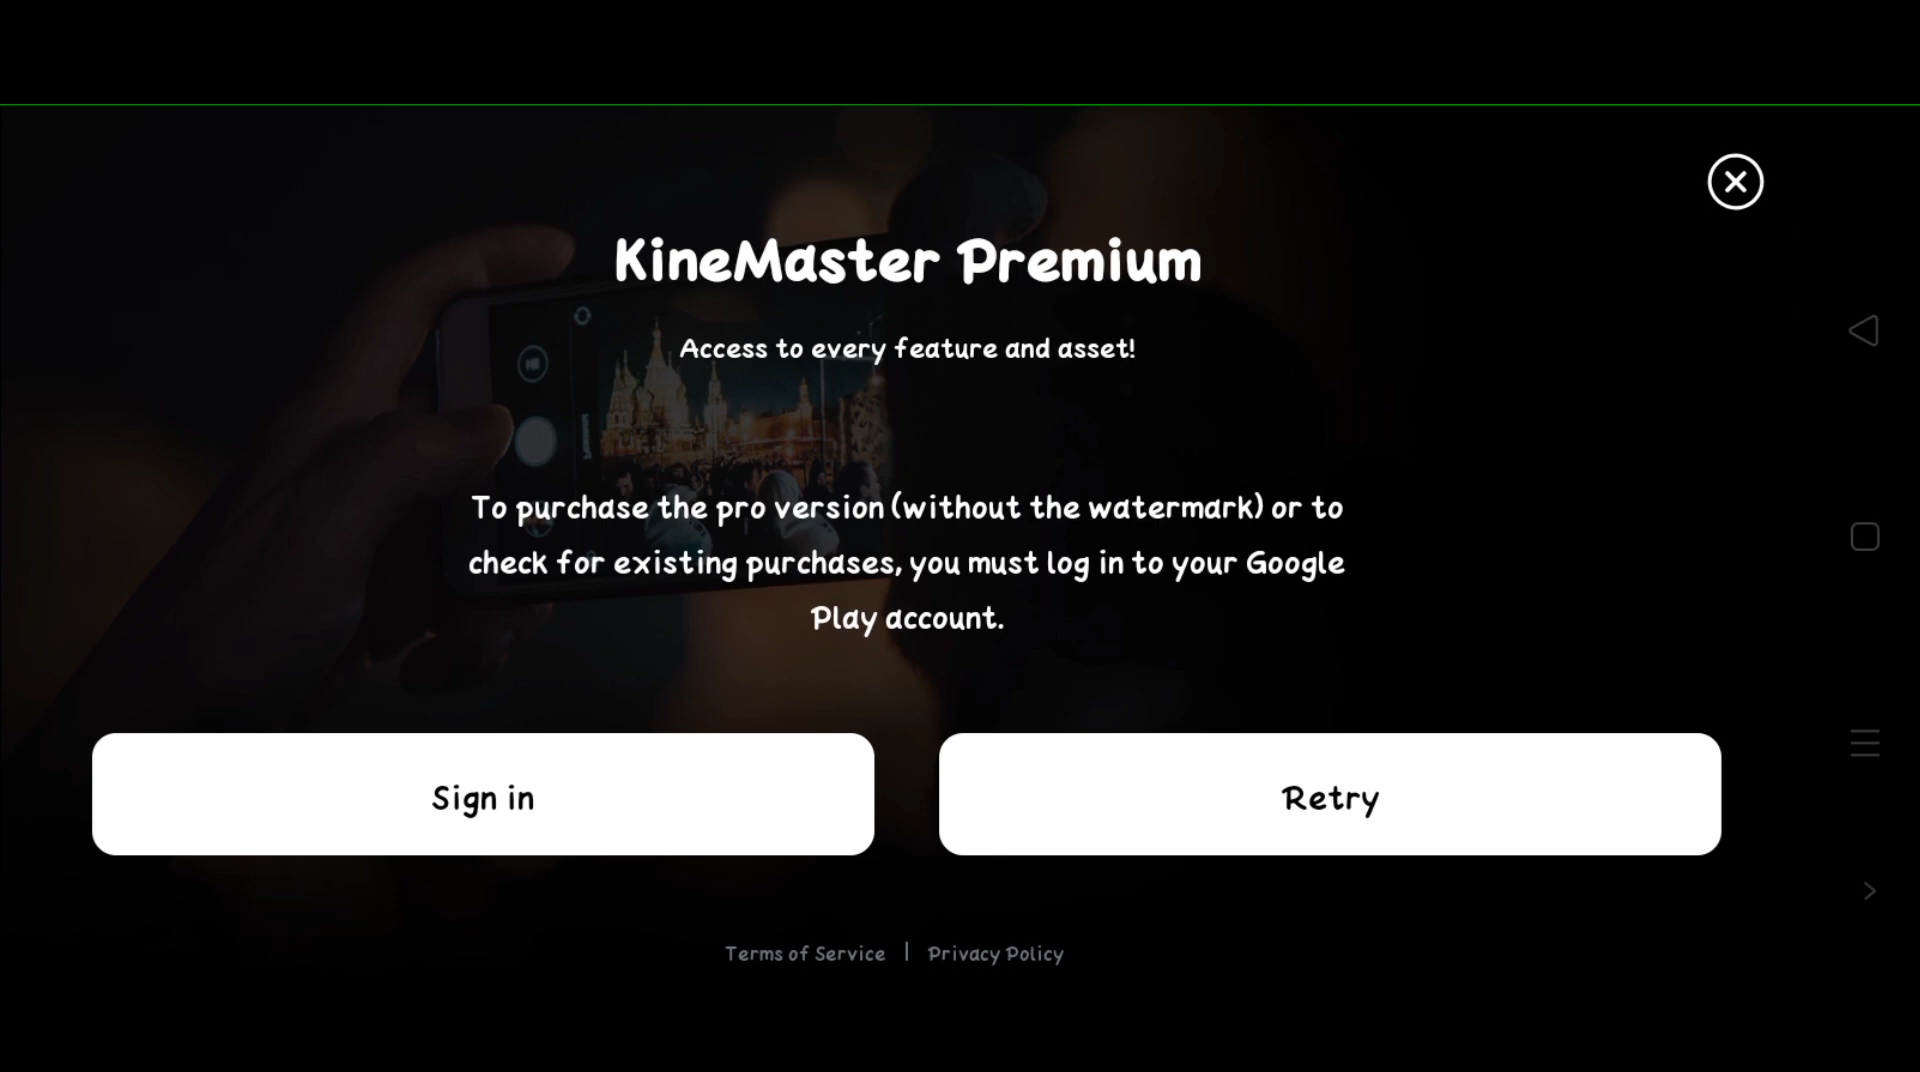 KineMaster Premium
Access to every feature and asset!
To purchase the pro version (without the watermark) or to
check for existing purchases, you must log in to your Google
Play account.
Sign in
Retry
Terms of Service | Privacy Policy